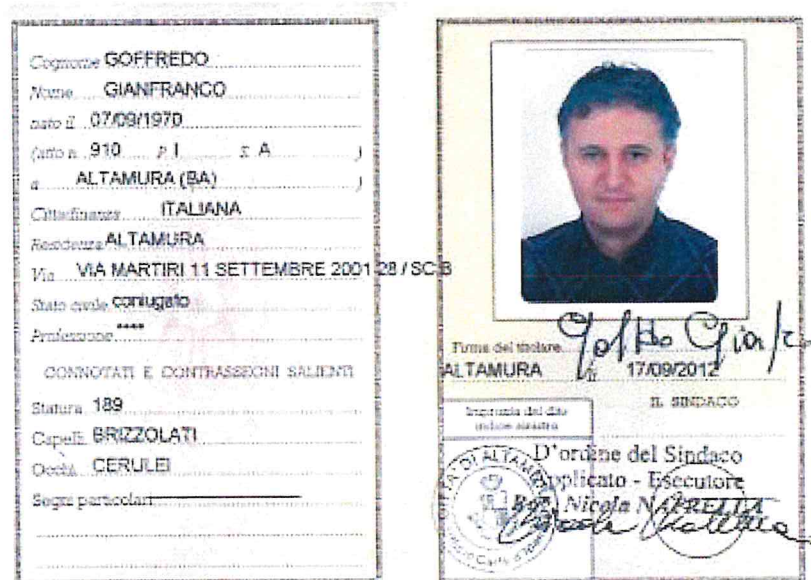 Cognome GOFFREDO
Nome GIANFRANCO
nato il 07/09/1970
(atto n. 910 P. I S. A )
a ALTAMURA (BA) )
Cittadinanza ITALIANA
Residenza ALTAMURA
Via VIA MARTIRI 11 SETTEMBRE 2001 28 / SC.B
Stato civile coniugato
Professione ****
CONNOTATI E CONTRASSEGNI SALIENTI
Statura 189
Capelli BRIZZOLATI
Occhi CERULEI
Segni particolari
Firma del titolare
ALTAMURA li 17/09/2012
IL SINDACO
Impronta del dito
indice sinistro
D'ordine del Sindaco
Applicato - Esecutore
Nicola